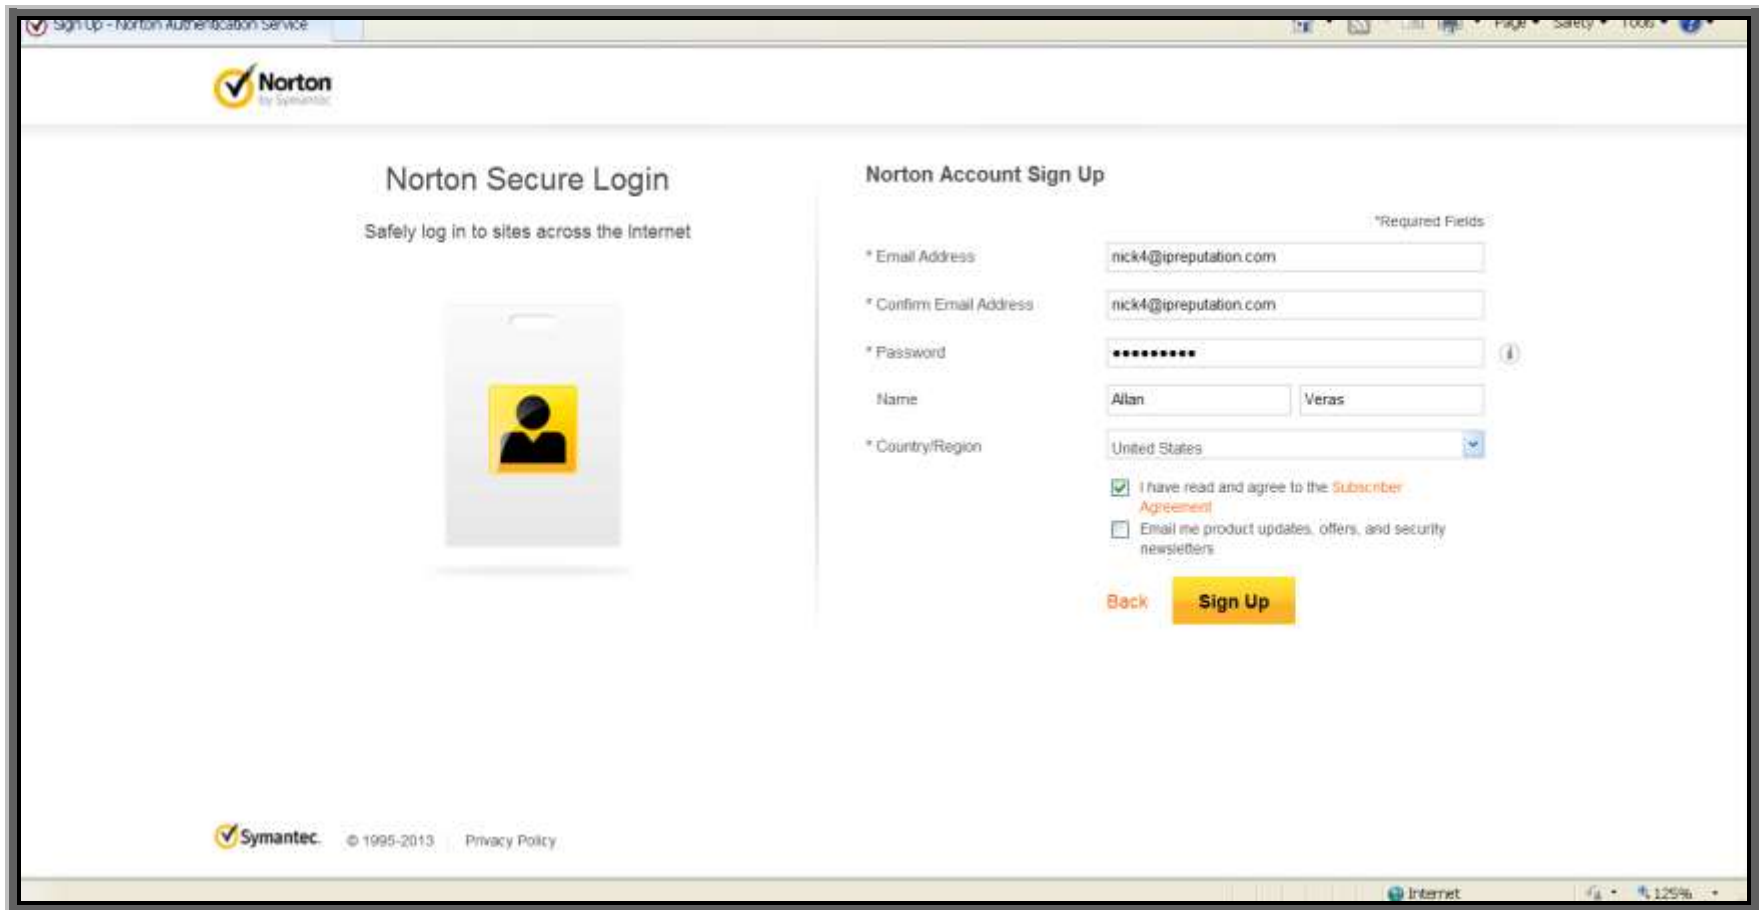 Sign Up - Norton Authentication Service
Page Safety Tools
Norton
by Symantec
Norton Secure Login
Safely log in to sites across the Internet
Norton Account Sign Up
*Required Fields
* Email Address nick4@ipreputation.com
* Confirm Email Address nick4@ipreputation.com
* Password •••••••••
Name Allan Veras
* Country/Region United States
I have read and agree to the Subscriber
Agreement
Email me product updates, offers, and security
newsletters
Back Sign Up
Symantec. © 1995-2013 Privacy Policy
Internet 125%